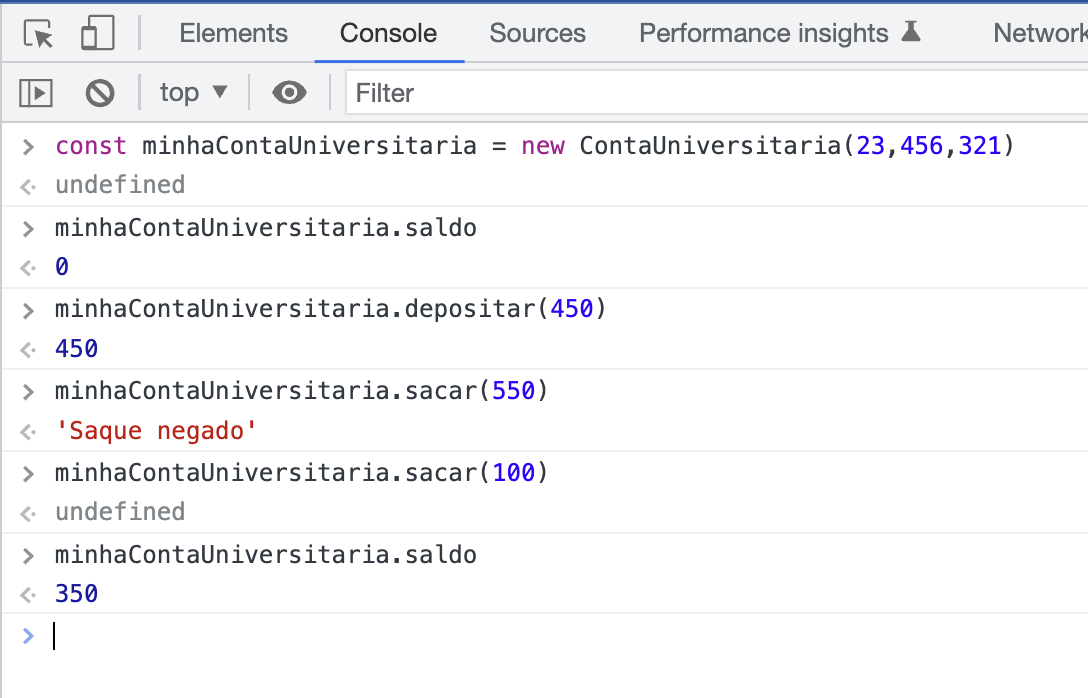 Elements Console Sources Performance insights Network
top Filter
> const minhaContaUniversitaria = new ContaUniversitaria(23,456,321)
undefined
> minhaContaUniversitaria.saldo
0
> minhaContaUniversitaria.depositar(450)
450
> minhaContaUniversitaria.sacar(550)
'Saque negado'
> minhaContaUniversitaria.sacar(100)
undefined
> minhaContaUniversitaria.saldo
350
>